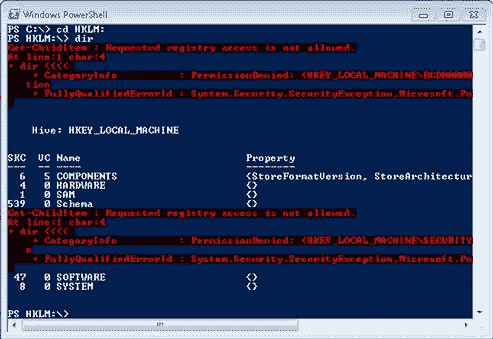 Windows PowerShell
PS C:\> cd HKLM:
PS HKLM:\> dir
Get-ChildItem : Requested registry access is not allowed.
At line:1 char:4
+ dir <<<<
+ CategoryInfo : PermissionDenied: (HKEY_LOCAL_MACHINE\BCD00000
tion
+ FullyQualifiedErrorId : System.Security.SecurityException,Microsoft.Po
Hive: HKEY_LOCAL_MACHINE
SKC VC Name Property
--- -- ---- --------
6 5 COMPONENTS {StoreFormatVersion, StoreArchitectur
4 0 HARDWARE {}
1 0 SAM {}
539 0 Schema {}
Get-ChildItem : Requested registry access is not allowed.
At line:1 char:4
+ dir <<<<
+ CategoryInfo : PermissionDenied: (HKEY_LOCAL_MACHINE\SECURITY
n
+ FullyQualifiedErrorId : System.Security.SecurityException,Microsoft.Po
47 0 SOFTWARE {}
8 0 SYSTEM {}
PS HKLM:\>